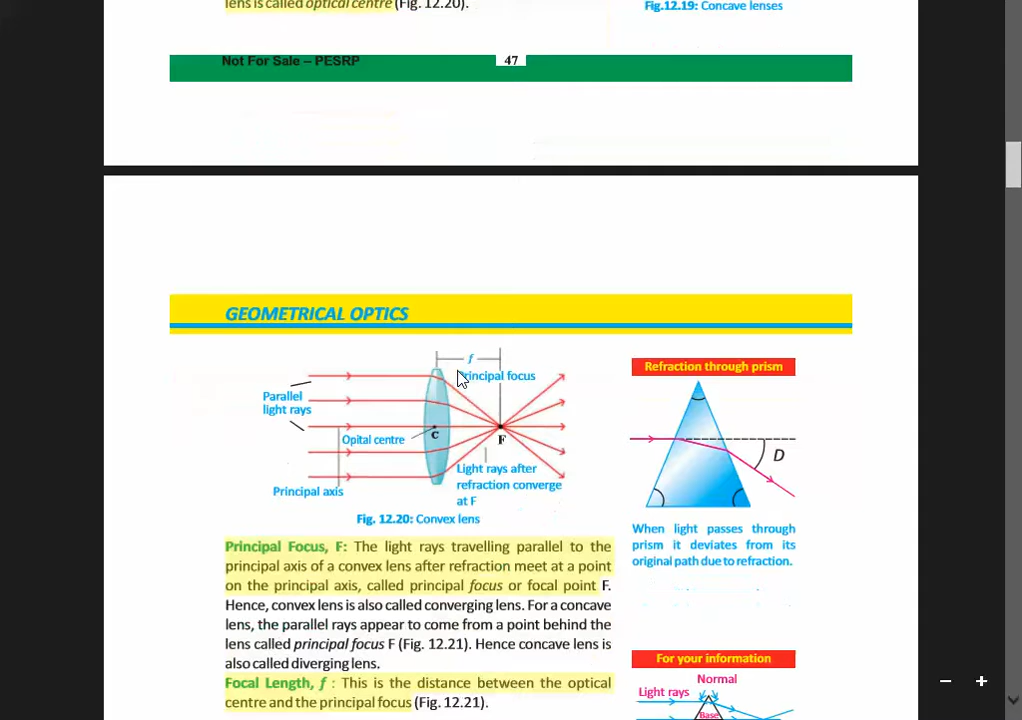 lens is called optical centre (Fig. 12.20).
Fig.12.19: Concave lenses
Not For Sale – PESRP
47
GEOMETRICAL OPTICS
f
Principal focus
Parallel
light rays
Opital centre
C
F
Light rays after
refraction converge
at F
Principal axis
Fig. 12.20: Convex lens
Principal Focus, F: The light rays travelling parallel to the
principal axis of a convex lens after refraction meet at a point
on the principal axis, called principal focus or focal point F.
Hence, convex lens is also called converging lens. For a concave
lens, the parallel rays appear to come from a point behind the
lens called principal focus F (Fig. 12.21). Hence concave lens is
also called diverging lens.
Focal Length, f : This is the distance between the optical
centre and the principal focus (Fig. 12.21).
Refraction through prism
D
When light passes through
prism it deviates from its
original path due to refraction.
For your information
Normal
Light rays
Base